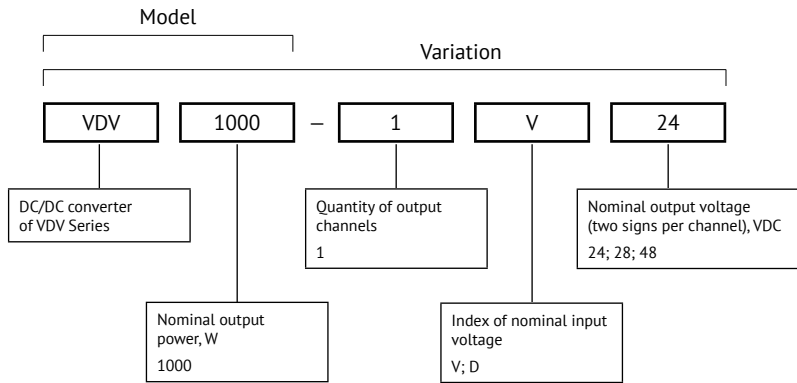 Model
Variation
VDV 1000 – 1 V 24
DC/DC converter
of VDV Series
Quantity of output
channels
1
Nominal output voltage
(two signs per channel), VDC
24; 28; 48
Nominal output
power, W
1000
Index of nominal input
voltage
V; D